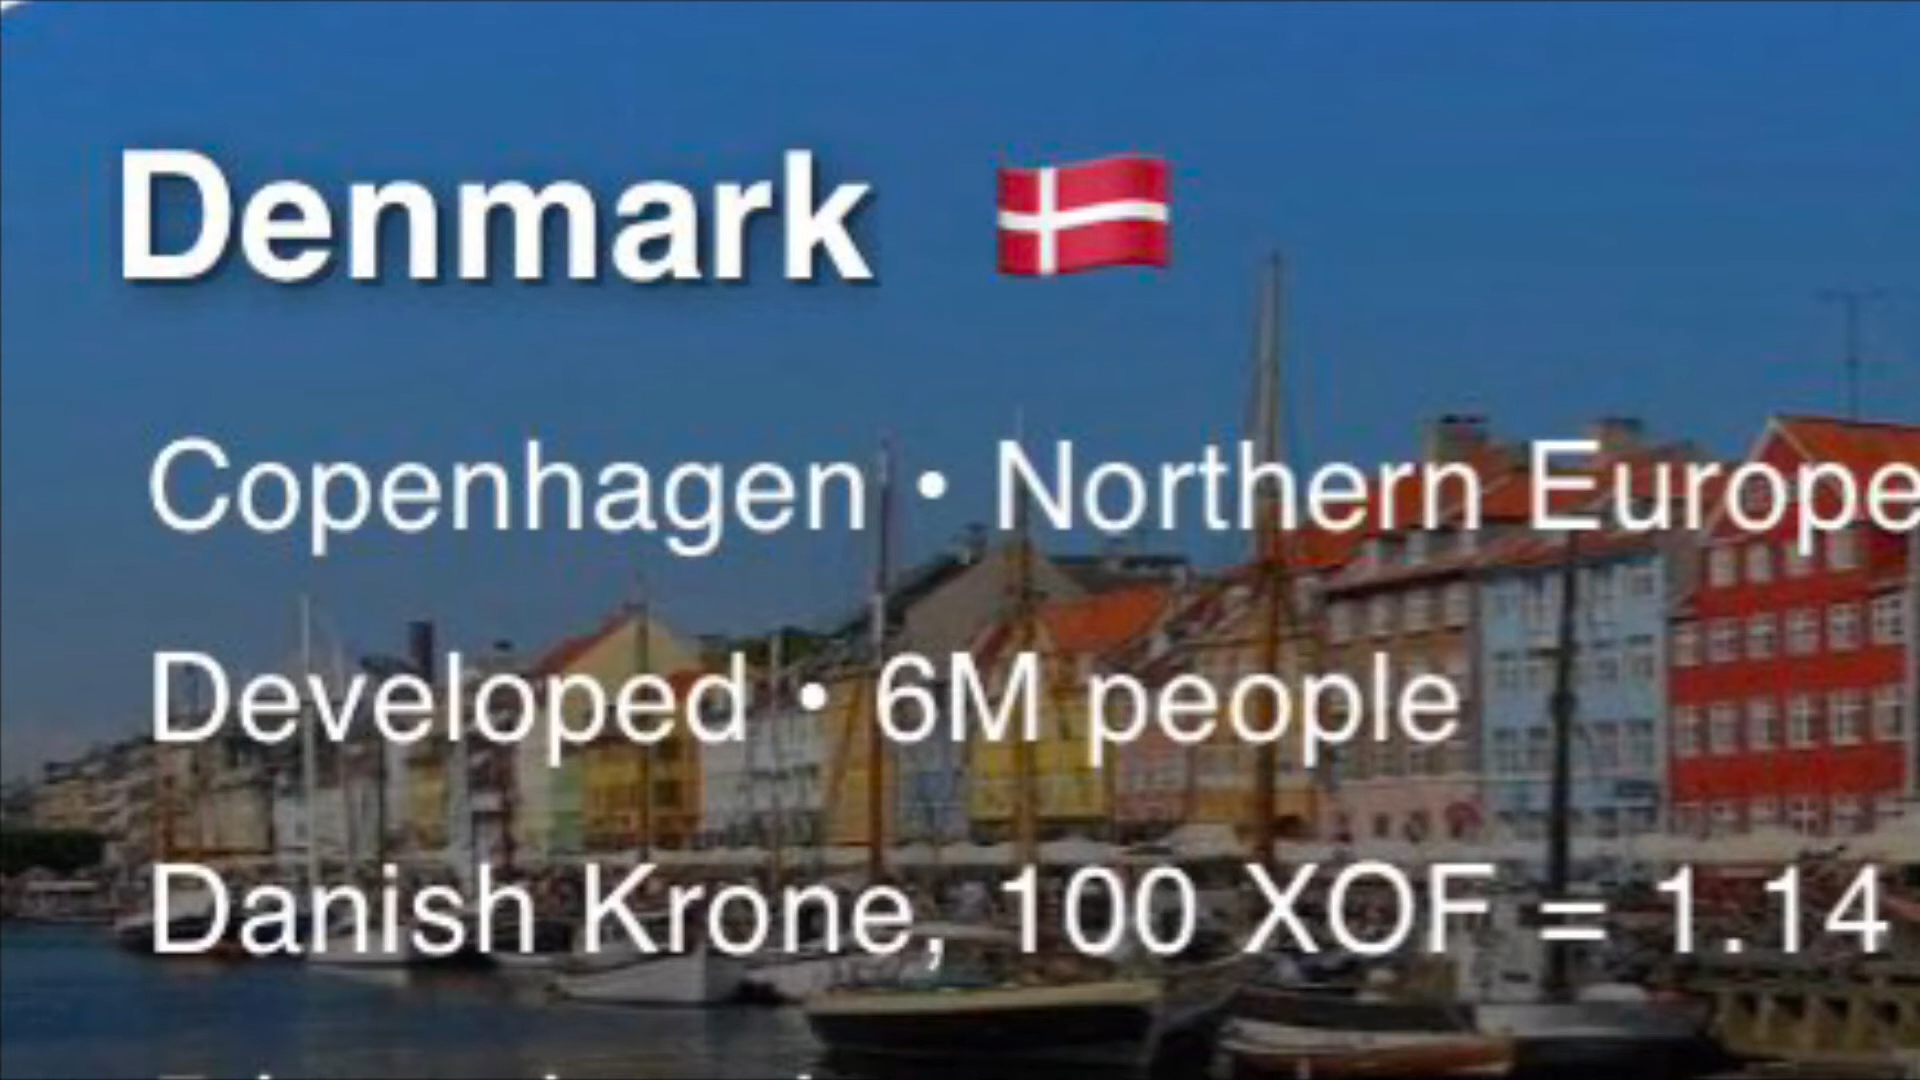 Denmark 🇩🇰
Copenhagen • Northern Europe
Developed • 6M people
Danish Krone, 100 XOF = 1.14